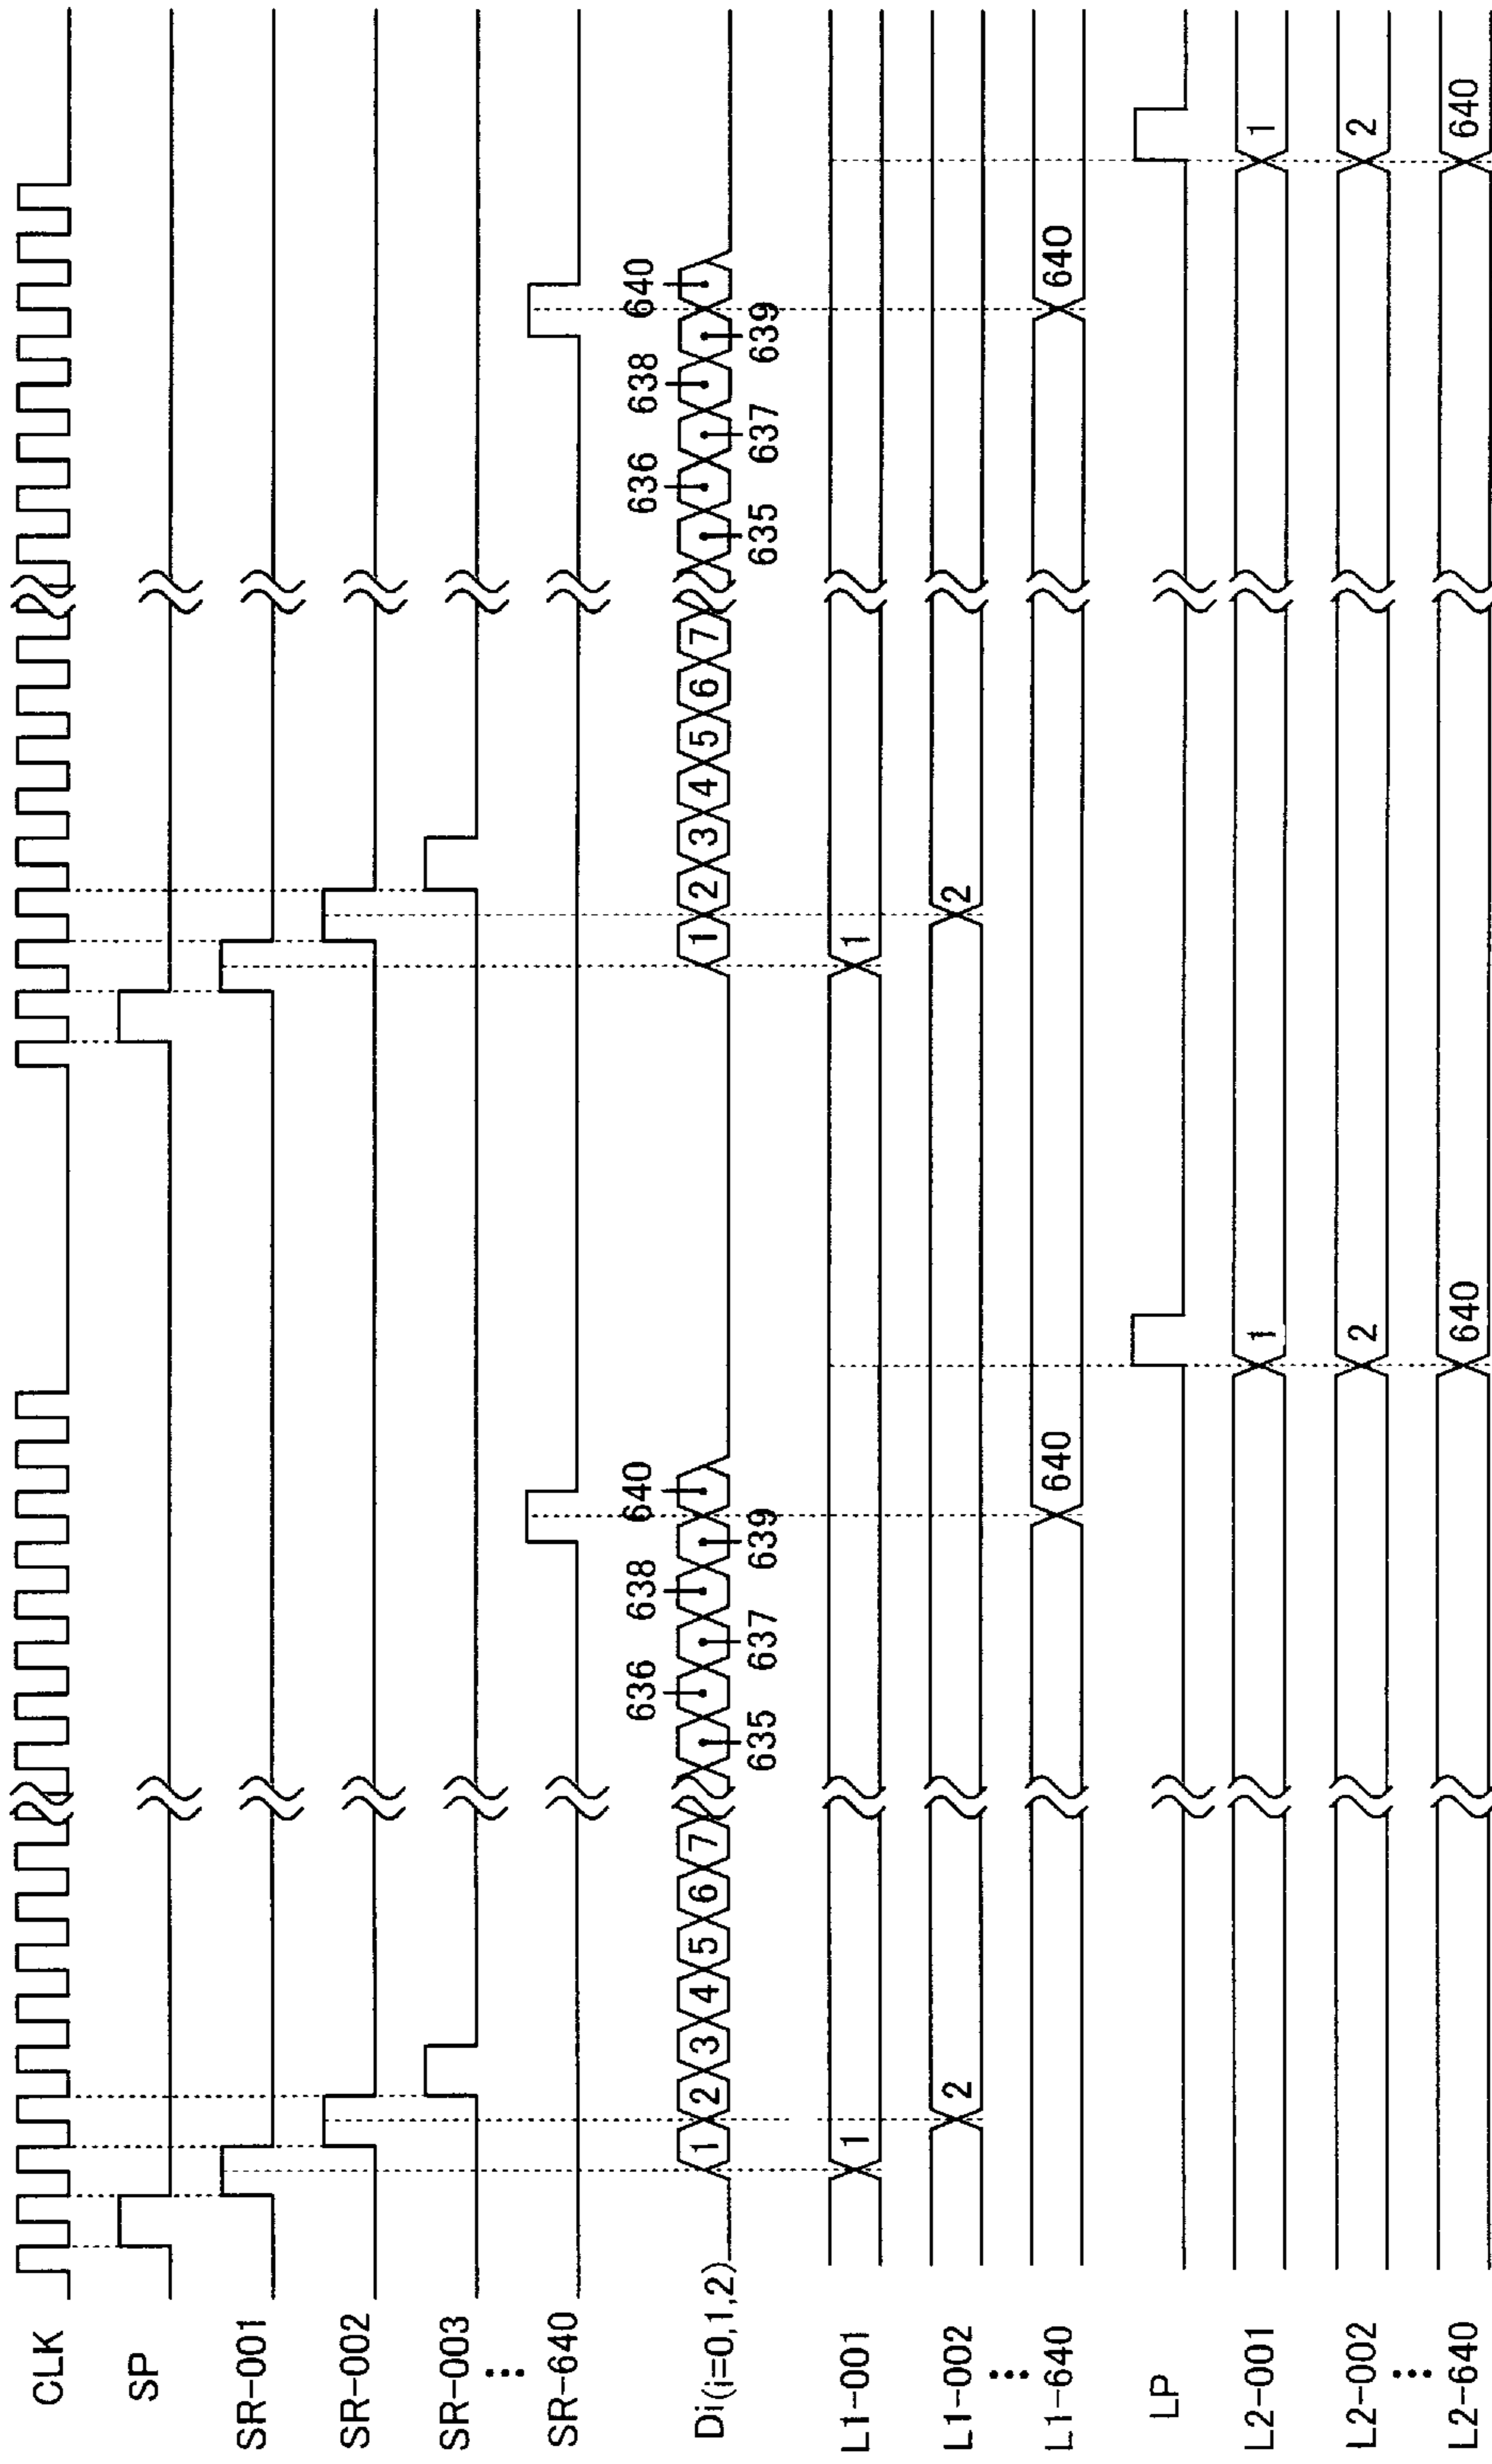 CLK
SP
SR-001
SR-002
SR-003
SR-640
636 638 640 636 638 640
Di(i=0,1,2) 1 2 3 4 5 6 7 1 2 3 4 5 6 7
635 637 639 635 637 639
L1-001 1 1
L1-002 2 2
L1-640 640 640
LP
L2-001 1 1
L2-002 2 2
L2-640 640 640